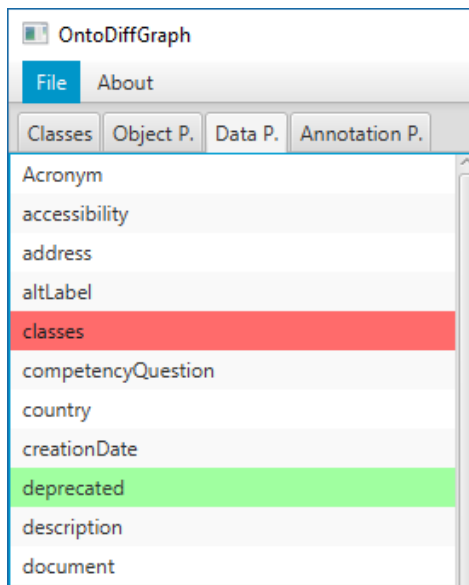 OntoDiffGraph
File About
Classes Object P. Data P. Annotation P.
Acronym
accessibility
address
altLabel
classes
competencyQuestion
country
creationDate
deprecated
description
document